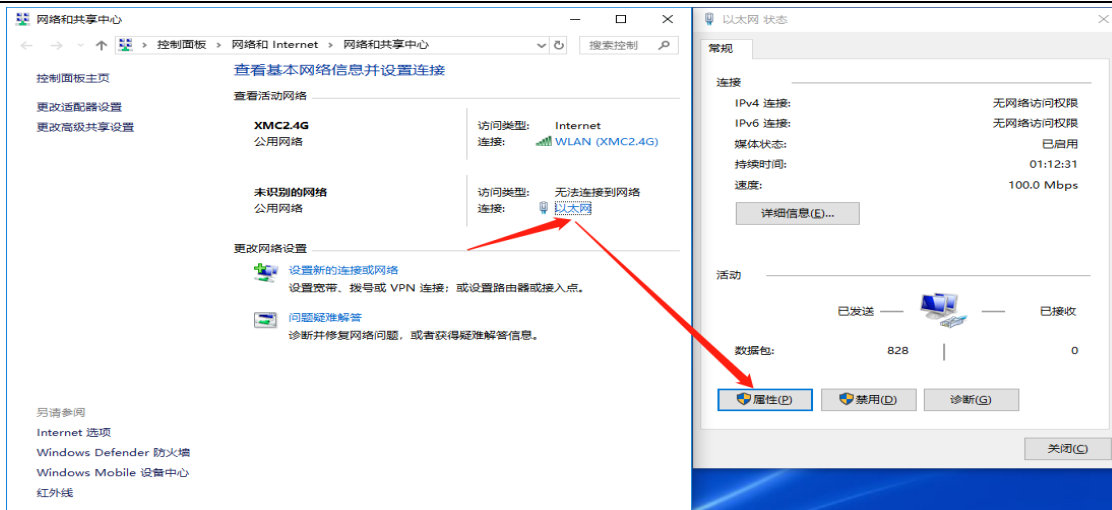 网络和共享中心
控制面板 › 网络和 Internet › 网络和共享中心
搜索控制
控制面板主页
更改适配器设置
更改高级共享设置
查看基本网络信息并设置连接
查看活动网络
XMC2.4G
公用网络
访问类型: Internet
连接: WLAN (XMC2.4G)
未识别的网络
公用网络
访问类型: 无法连接到网络
连接: 以太网
更改网络设置
设置新的连接或网络
设置宽带、拨号或 VPN 连接；或设置路由器或接入点。
问题疑难解答
诊断并修复网络问题，或者获得疑难解答信息。
另请参阅
Internet 选项
Windows Defender 防火墙
Windows Mobile 设备中心
红外线
以太网 状态
常规
连接
IPv4 连接: 无网络访问权限
IPv6 连接: 无网络访问权限
媒体状态: 已启用
持续时间: 01:12:31
速度: 100.0 Mbps
详细信息(E)...
活动
已发送 — — 已接收
数据包: 828 | 0
属性(P) 禁用(D) 诊断(G)
关闭(C)